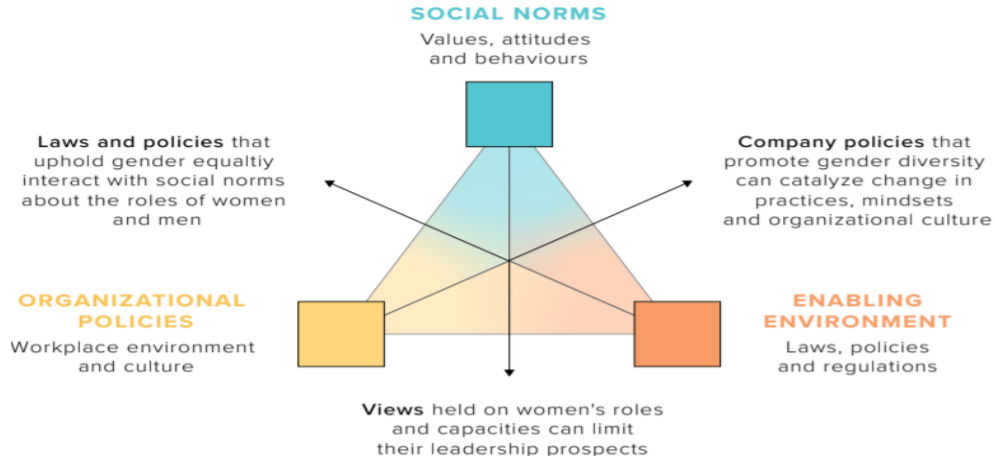 SOCIAL NORMS
Values, attitudes
and behaviours
Laws and policies that
uphold gender equaltiy
interact with social norms
about the roles of women
and men
Company policies that
promote gender diversity
can catalyze change in
practices, mindsets
and organizational culture
ORGANIZATIONAL
POLICIES
Workplace environment
and culture
ENABLING
ENVIRONMENT
Laws, policies
and regulations
Views held on women's roles
and capacities can limit
their leadership prospects